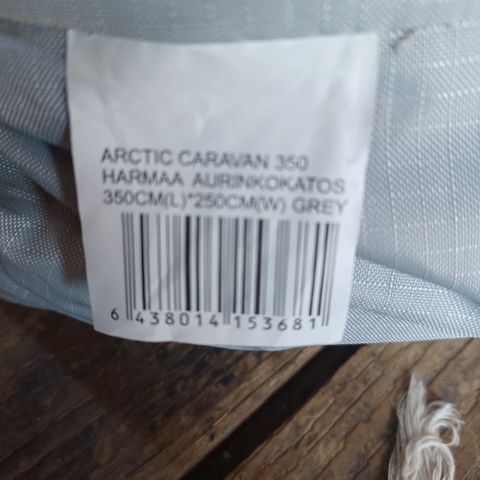 ARCTIC CARAVAN 350
HARMAA AURINKOKATOS
350CM(L)*250CM(W) GREY
6 438014 153681